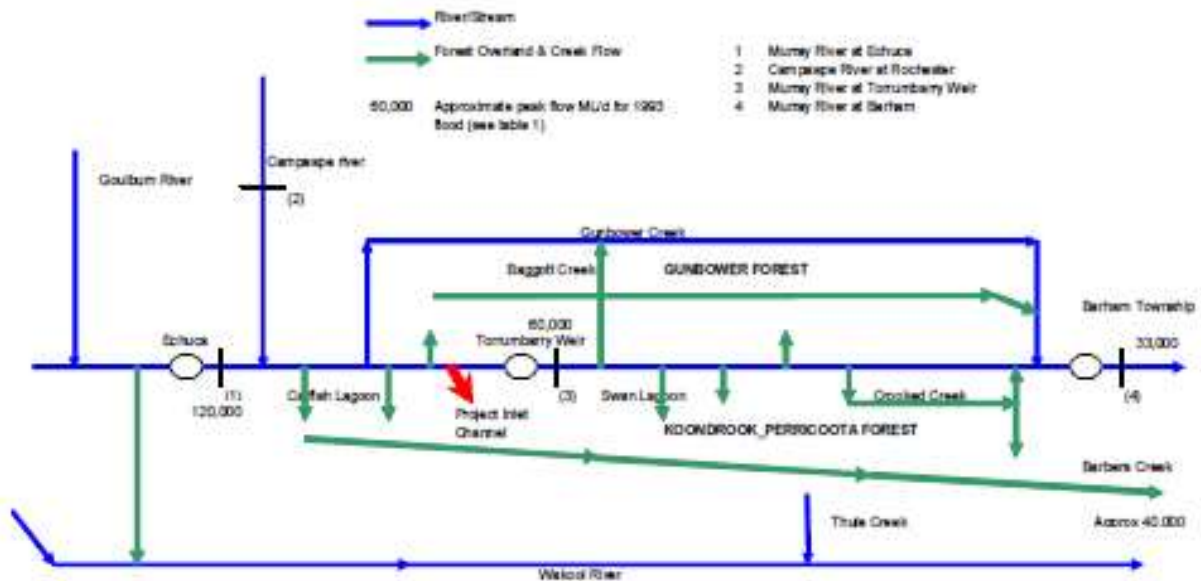 River/Stream
Forest Overland & Creek Flow
60,000 Approximate peak flow ML/d for 1993
flood (see table 1)
1 Murray River at Echuca
2 Campaspe River at Rochester
3 Murray River at Torrumbarry Weir
4 Murray River at Barham
Goulburn River
Campaspe river
(2)
Gunbower Creek
Baggott Creek
GUNBOWER FOREST
Barham Township
60,000
Echuca
Torrumbarry Weir
33,000
(1)
120,000
Catfish Lagoon
(3)
Swan Lagoon
Crooked Creek
(4)
Project Inlet
Channel
KOONDROOK_PERRICOOTA FOREST
Barbers Creek
Thule Creek
Approx 40,000
Wakool River